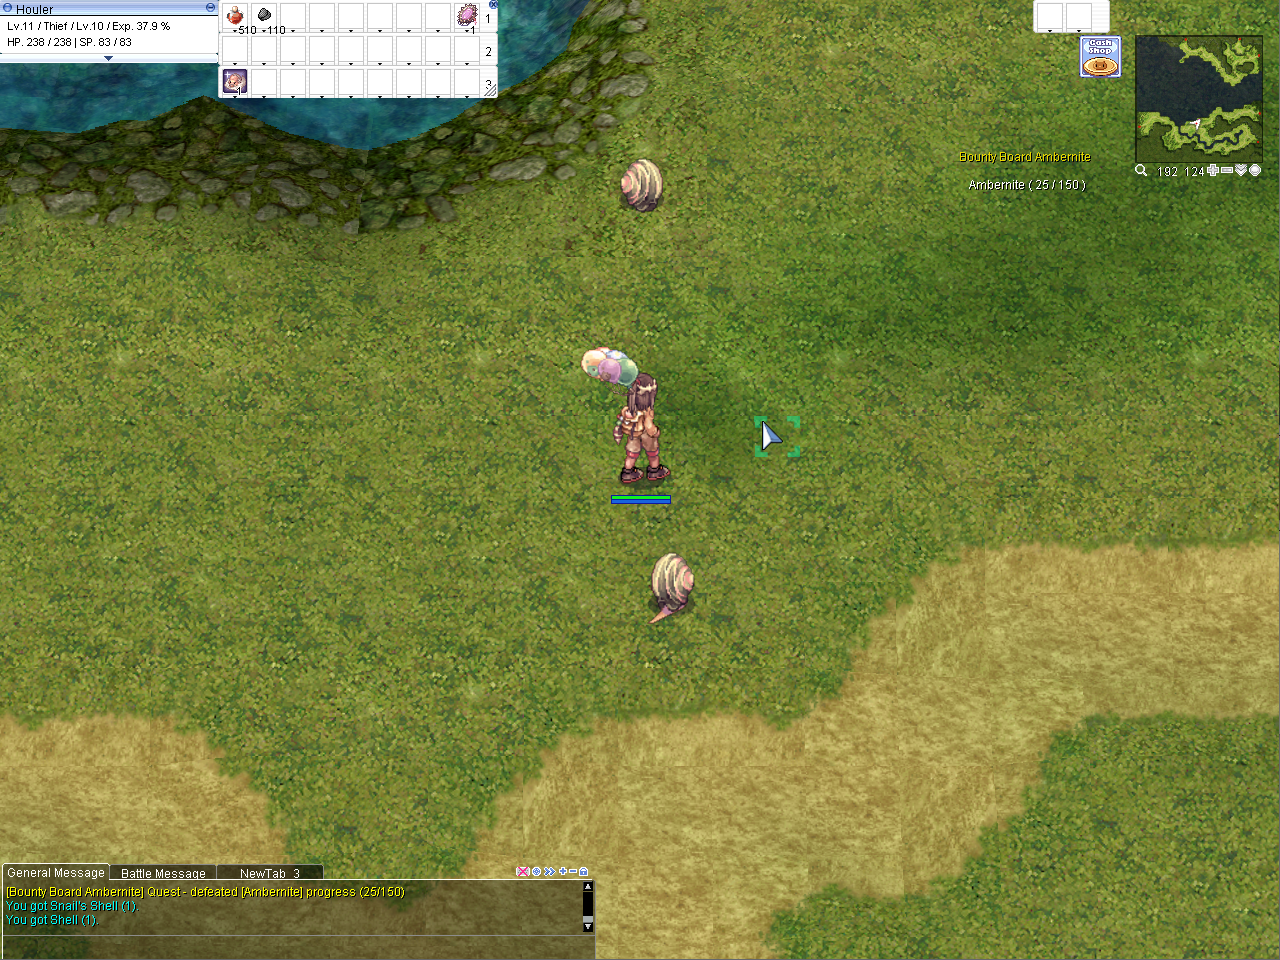 Houler
Lv.11 / Thief / Lv.10 / Exp. 37.9 %
HP. 238 / 238 | SP. 83 / 83
510
110
1
1
2
1
3
Cash
Shop
192 124
Bounty Board Ambernite
Ambernite ( 25 / 150 )
General Message
Battle Message
NewTab_3
[Bounty Board Ambernite] Quest - defeated [Ambernite] progress (25/150)
You got Snail's Shell (1).
You got Shell (1).